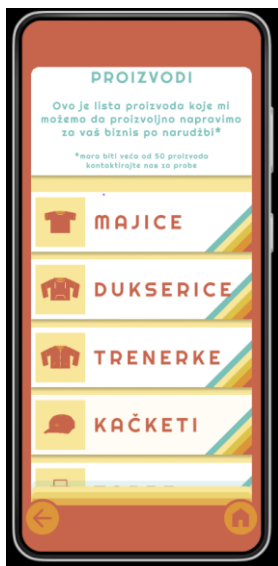 PROIZVODI
Ovo je lista proizvoda koje mi
možemo da proizvoljno napravimo
za vaš biznis po narudžbi*
*mora biti veća od 50 proizvoda
kontaktirajte nas za probe
MAJICE
DUKSERICE
TRENERKE
KAČKETI